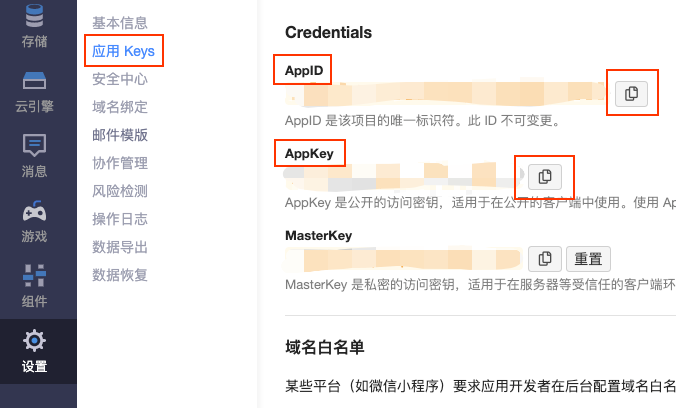 存储
云引擎
消息
游戏
组件
设置
基本信息
应用 Keys
安全中心
域名绑定
邮件模版
协作管理
风险检测
操作日志
数据导出
数据恢复
Credentials
AppID
AppID 是该项目的唯一标识符。此 ID 不可变更。
AppKey
AppKey 是公开的访问密钥，适用于在公开的客户端中使用。使用 Ap
MasterKey
重置
MasterKey 是私密的访问密钥，适用于在服务器等受信任的客户端环
域名白名单
某些平台（如微信小程序）要求应用开发者在后台配置域名白名